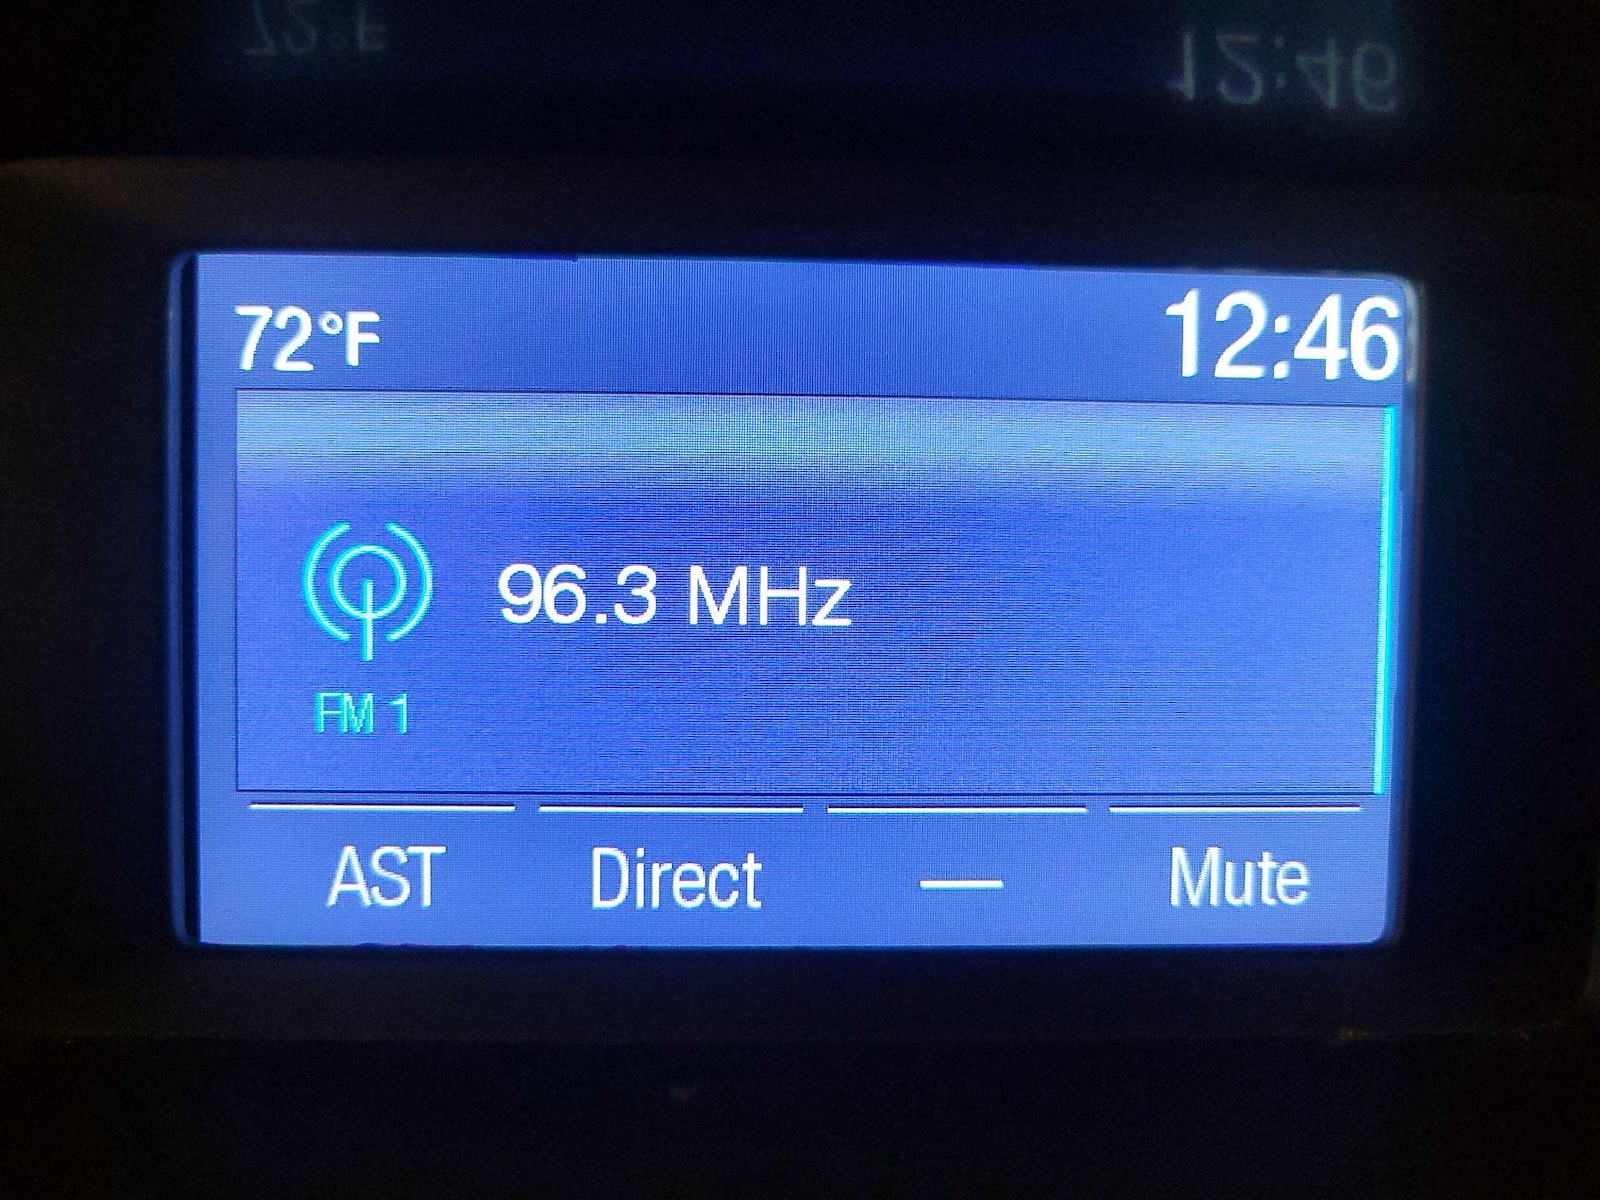 72°F 12:46
96.3 MHz
FM 1
AST Direct — Mute